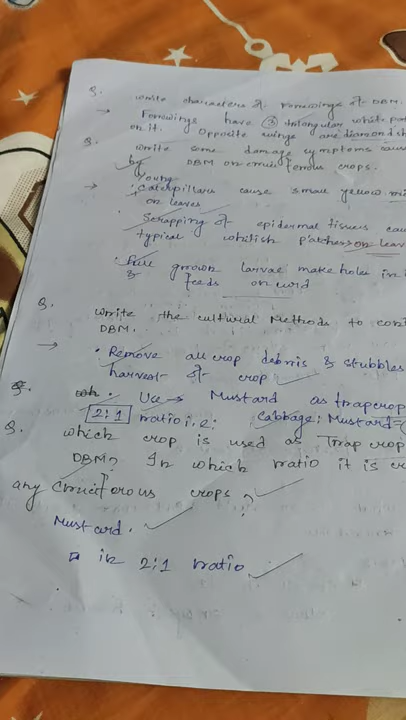 Q. Write characters of Forewings of DBM.
→ Forewings have 3 triangular white
on it. Opposite wings are diamond
Q. Write some damage symptoms
by DBM on cruciferous crops.
Young
→ Caterpillars cause small yellow
on leaves
Scrapping of epidermal tissues
typical whitish patches on
Full grown larvae make holes in
& feeds on curd
Q. Write the cultural methods to
DBM.
→ • Remove all crop debris & stubbles
harvest of crop
• Use → Mustard as trap crop
2:1 ratio i.e: Cabbage: Mustard=
Q. which crop is used as Trap crop
DBM? In which ratio it is
any Cruciferous crops?
Mustard.
in 2:1 ratio